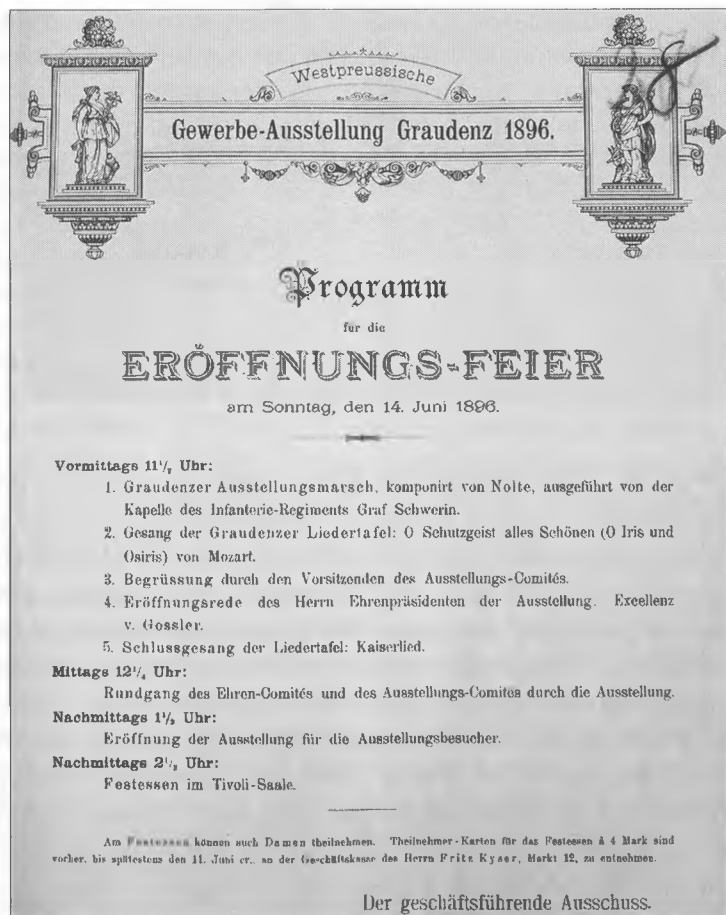 Westpreussische
Gewerbe-Ausstellung Graudenz 1896.
8
Programm
für die
ERÖFFNUNGS-FEIER
am Sonntag, den 14. Juni 1896.
Vormittags 11½ Uhr:
1. Graudenzer Ausstellungsmarsch, komponirt von Nolte, ausgeführt von der
Kapelle des Infanterie-Regiments Graf Schwerin.
2. Gesang der Graudenzer Liedertafel: O Schutzgeist alles Schönen (O Iris und
Osiris) von Mozart.
3. Begrüssung durch den Vorsitzenden des Ausstellungs-Comités.
4. Eröffnungsrede des Herrn Ehrenpräsidenten der Ausstellung. Excellenz
v. Gossler.
5. Schlussgesang der Liedertafel: Kaiserlied.
Mittags 12¼ Uhr:
Rundgang des Ehren-Comités und des Ausstellungs-Comités durch die Ausstellung.
Nachmittags 1½ Uhr:
Eröffnung der Ausstellung für die Ausstellungsbesucher.
Nachmittags 2½ Uhr:
Festessen im Tivoli-Saale.
Am Festessen können auch Damen theilnehmen. Theilnehmer-Karten für das Festessen à 4 Mark sind
vorher, bis spätestens den 11. Juni cr., an der Geschäftskasse des Herrn Fritz Kyser, Markt 12, zu entnehmen.
Der geschäftsführende Ausschuss.